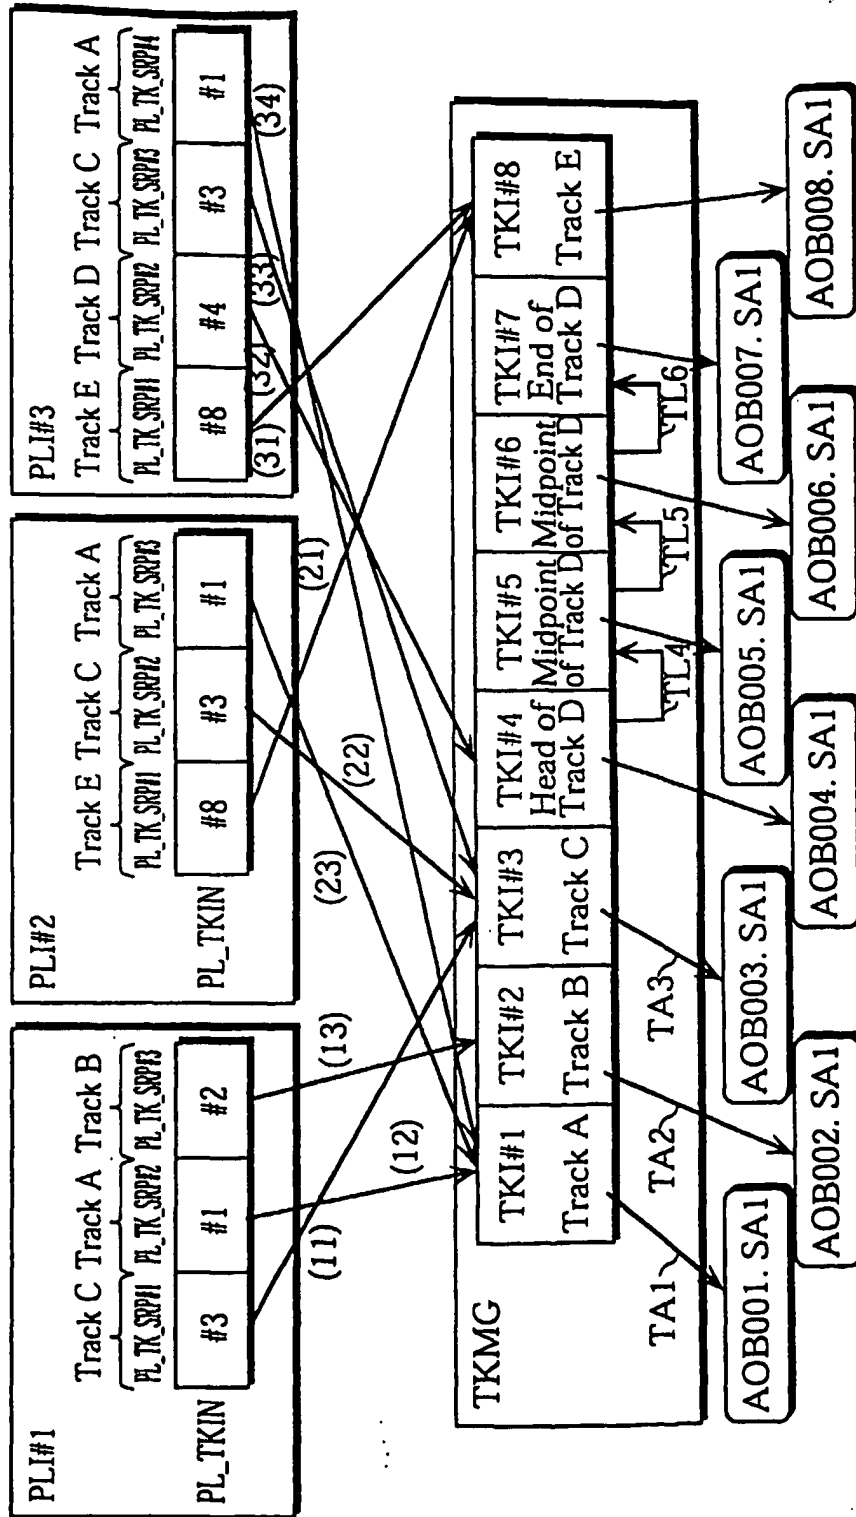 PLI#1
Track C Track A Track B
PL_TK_SRP#1 PL_TK_SRP#2 PL_TK_SRP#3
PL_TKIN #3 #1 #2
PLI#2
Track E Track C Track A
PL_TK_SRP#1 PL_TK_SRP#2 PL_TK_SRP#3
PL_TKIN #8 #3 #1
PLI#3
Track E Track D Track C Track A
PL_TK_SRP#1 PL_TK_SRP#2 PL_TK_SRP#3 PL_TK_SRP#4
#8 #4 #3 #1
(11) (12) (13) (23) (22) (21) (31) (32) (33) (34)
TKMG
TKI#1 TKI#2 TKI#3 TKI#4 TKI#5 TKI#6 TKI#7 TKI#8
Track A Track B Track C Head of Track D Midpoint of Track D Midpoint of Track D End of Track D Track E
TA1 TA2 TA3 TL4 TL5 TL6
AOB001. SA1 AOB003. SA1 AOB005. SA1 AOB007. SA1
AOB002. SA1 AOB004. SA1 AOB006. SA1 AOB008. SA1